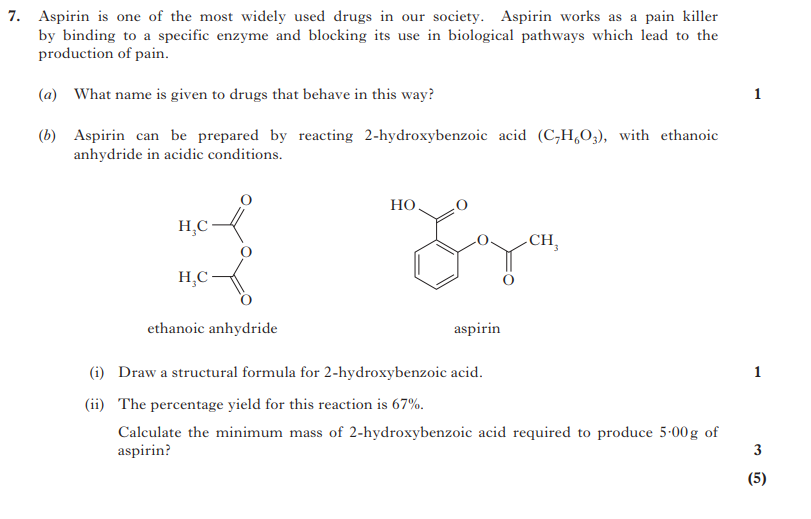 7. Aspirin is one of the most widely used drugs in our society. Aspirin works as a pain killer
by binding to a specific enzyme and blocking its use in biological pathways which lead to the
production of pain.
(a) What name is given to drugs that behave in this way? 1
(b) Aspirin can be prepared by reacting 2-hydroxybenzoic acid (C₇H₆O₃), with ethanoic
anhydride in acidic conditions.
O
H₃C
O
H₃C
O
ethanoic anhydride
HO O
O CH₃
O
aspirin
(i) Draw a structural formula for 2-hydroxybenzoic acid. 1
(ii) The percentage yield for this reaction is 67%.
Calculate the minimum mass of 2-hydroxybenzoic acid required to produce 5·00 g of
aspirin? 3
(5)